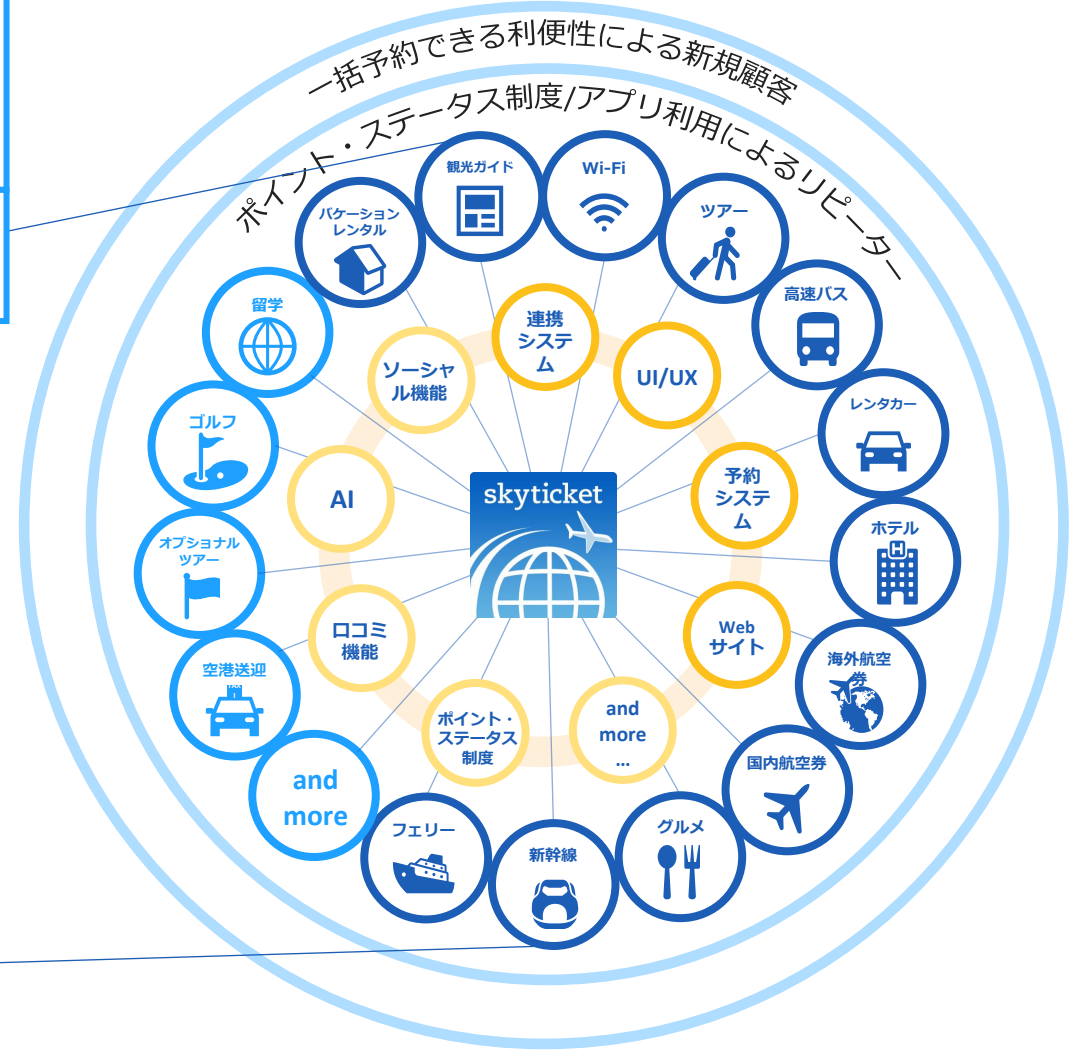 一括予約できる利便性による新規顧客
ポイント・ステータス制度/アプリ利用によるリピーター
観光ガイド
Wi-Fi
ツアー
高速バス
レンタカー
ホテル
海外航空
券
国内航空券
グルメ
新幹線
フェリー
and
more
空港送迎
TAXI
オプショナル
ツアー
ゴルフ
留学
バケーション
レンタル
連携
システ
ム
UI/UX
予約
システ
ム
Web
サイト
and
more
...
ポイント・
ステータス
制度
口コミ
機能
AI
ソーシャ
ル機能
skyticket
H